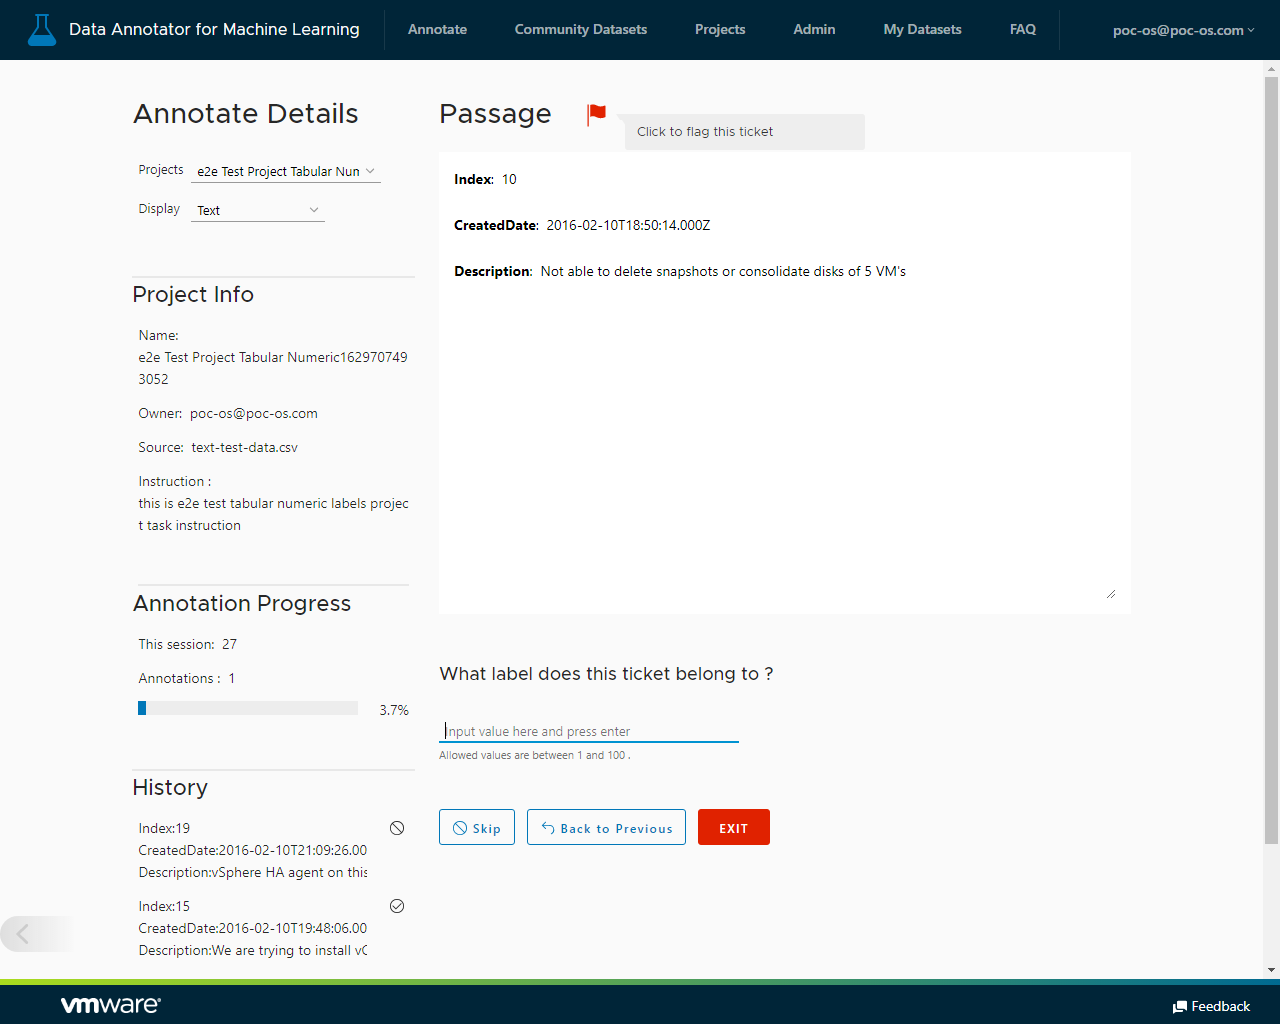 Data Annotator for Machine Learning
Annotate
Community Datasets
Projects
Admin
My Datasets
FAQ
poc-os@poc-os.com
Annotate Details
Projects
e2e Test Project Tabular Nun
Display
Text
Project Info
Name:
e2e Test Project Tabular Numeric162970749
3052
Owner: poc-os@poc-os.com
Source: text-test-data.csv
Instruction :
this is e2e test tabular numeric labels projec
t task instruction
Annotation Progress
This session: 27
Annotations : 1
3.7%
History
Index:19
CreatedDate:2016-02-10T21:09:26.00
Description:vSphere HA agent on this
Index:15
CreatedDate:2016-02-10T19:48:06.00
Description:We are trying to install vC
Passage
Click to flag this ticket
Index: 10
CreatedDate: 2016-02-10T18:50:14.000Z
Description: Not able to delete snapshots or consolidate disks of 5 VM's
What label does this ticket belong to ?
Input value here and press enter
Allowed values are between 1 and 100 .
Skip
Back to Previous
EXIT
vmware
Feedback